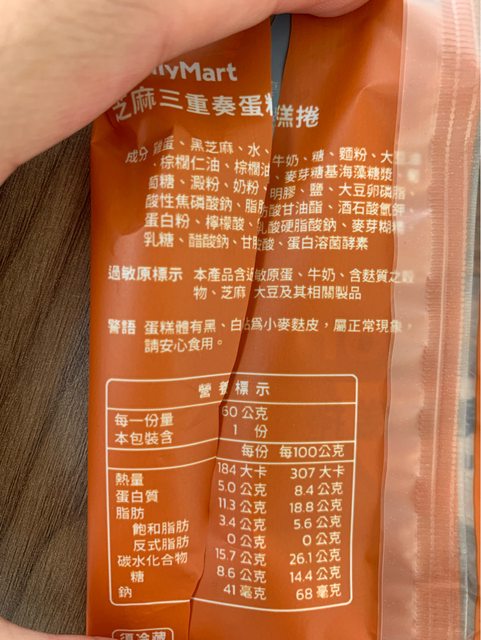 lyMart
芝麻三重奏蛋糕捲
成分 雞蛋、黑芝麻、水、牛奶、糖、麵粉、大
棕櫚仁油、棕櫚油、麥芽糖基海藻糖漿、
葡糖、澱粉、奶粉、明膠、鹽、大豆卵磷脂、
酸性焦磷酸鈉、脂肪酸甘油酯、酒石酸氫鉀、
蛋白粉、檸檬酸、乳酸硬脂酸鈉、麥芽糊精、
乳糖、醋酸鈉、甘胺酸、蛋白溶菌酵素
過敏原標示 本產品含過敏原蛋、牛奶、含麩質之穀
物、芝麻、大豆及其相關製品
警語 蛋糕體有黑、白點為小麥麩皮，屬正常現象，
請安心食用。
營養標示
每一份量 60 公克
本包裝含 1 份
每份 每100公克
熱量 184 大卡 307 大卡
蛋白質 5.0 公克 8.4 公克
脂肪 11.3 公克 18.8 公克
飽和脂肪 3.4 公克 5.6 公克
反式脂肪 0 公克 0 公克
碳水化合物 15.7 公克 26.1 公克
糖 8.6 公克 14.4 公克
鈉 41 毫克 68 毫克
須冷藏